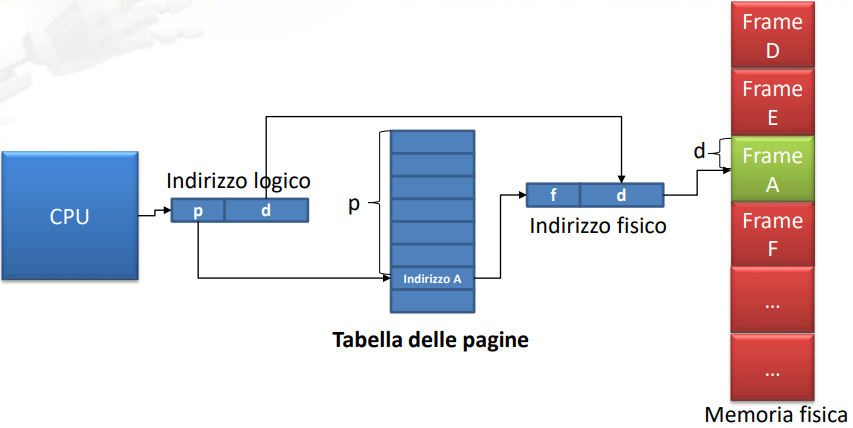 Frame
D
Frame
E
d
Frame
A
Indirizzo logico
CPU
p
d
p
f
d
Indirizzo fisico
Frame
F
Indirizzo A
...
Tabella delle pagine
...
Memoria fisica